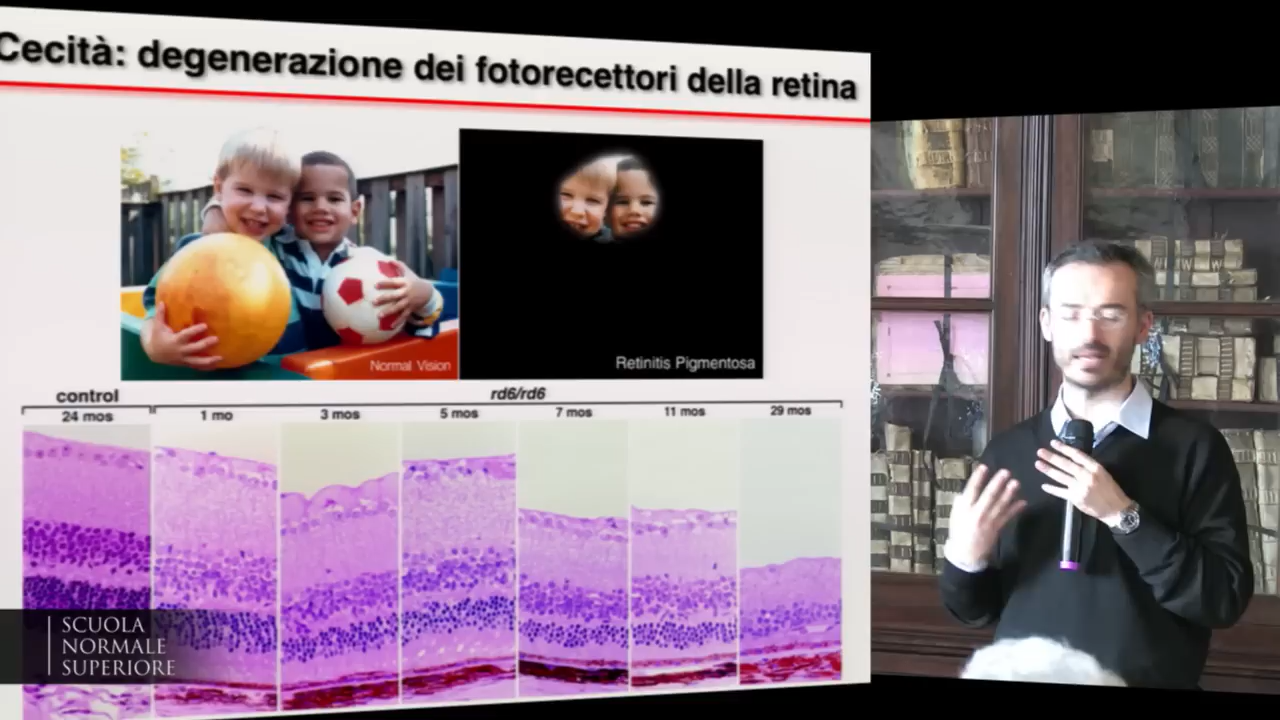 Cecità: degenerazione dei fotorecettori della retina
Normal Vision
Retinitis Pigmentosa
control
rd6/rd6
24 mos
1 mo
3 mos
5 mos
7 mos
11 mos
29 mos
SCUOLA
NORMALE
SUPERIORE